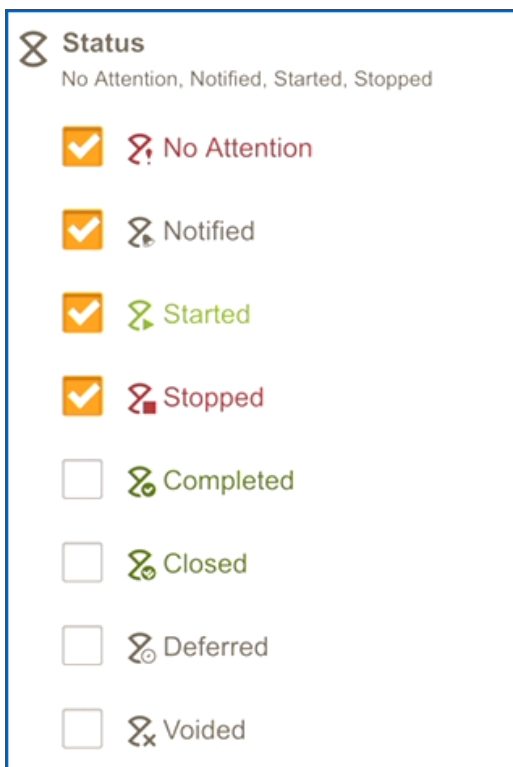 Status
No Attention, Notified, Started, Stopped
No Attention
Notified
Started
Stopped
Completed
Closed
Deferred
Voided